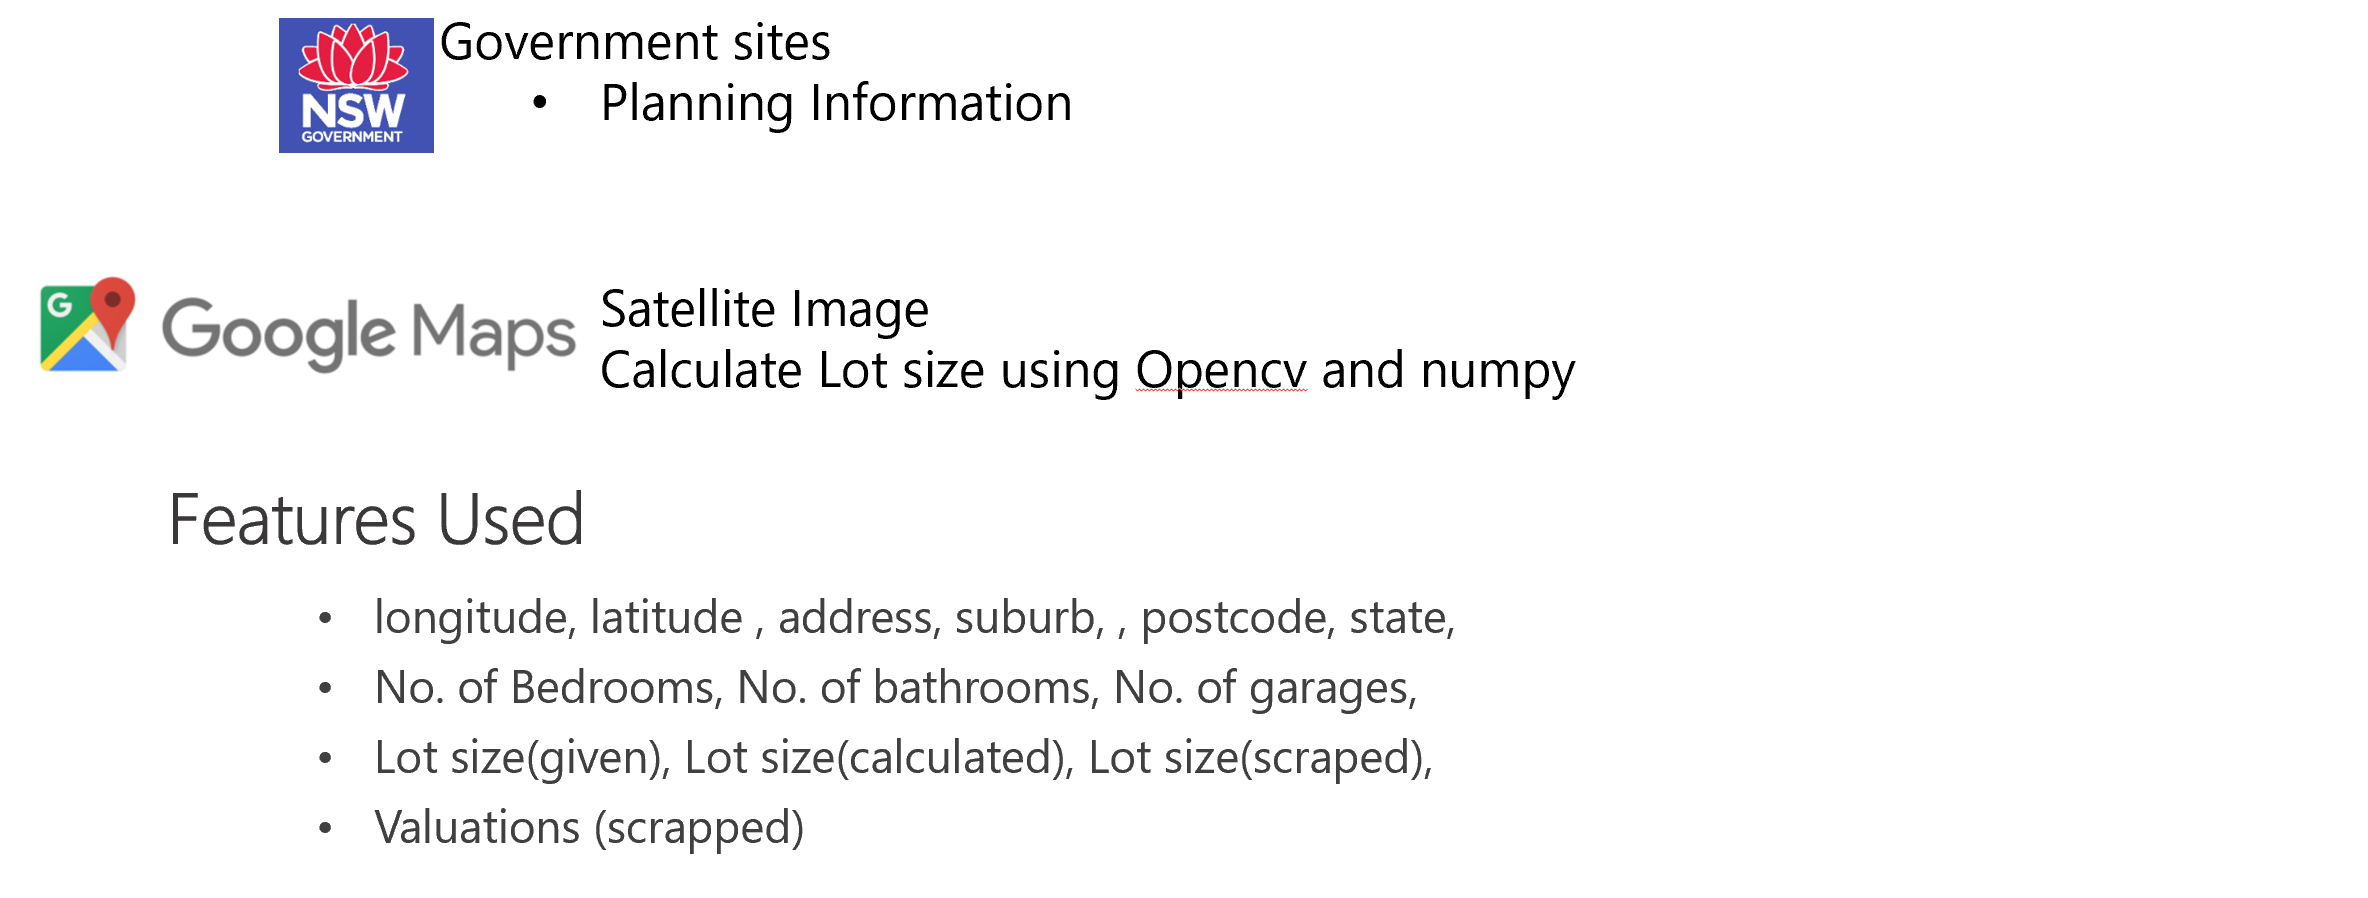 NSW
GOVERNMENT
Government sites
• Planning Information
G
Google Maps
Satellite Image
Calculate Lot size using Opencv and numpy
Features Used
• longitude, latitude , address, suburb, , postcode, state,
• No. of Bedrooms, No. of bathrooms, No. of garages,
• Lot size(given), Lot size(calculated), Lot size(scraped),
• Valuations (scrapped)